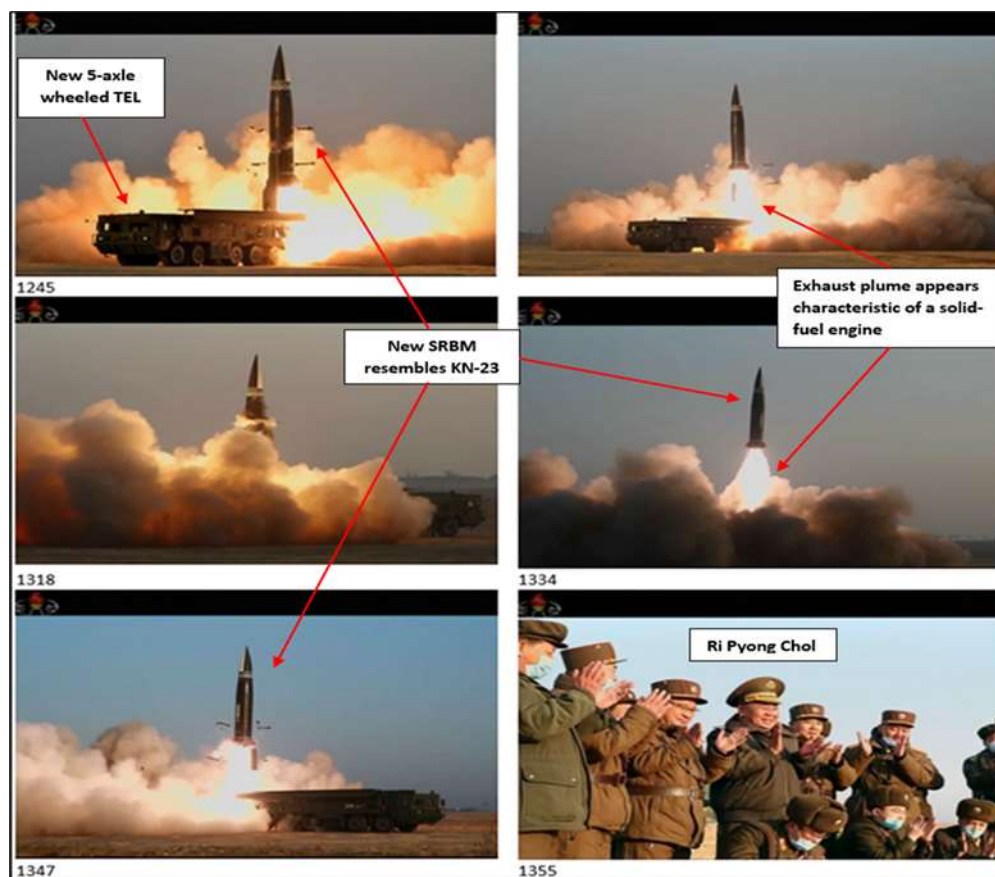 New 5-axle
wheeled TEL
1245
Exhaust plume appears
characteristic of a solid-
fuel engine
New SRBM
resembles KN-23
1318
1334
Ri Pyong Chol
1347
1355